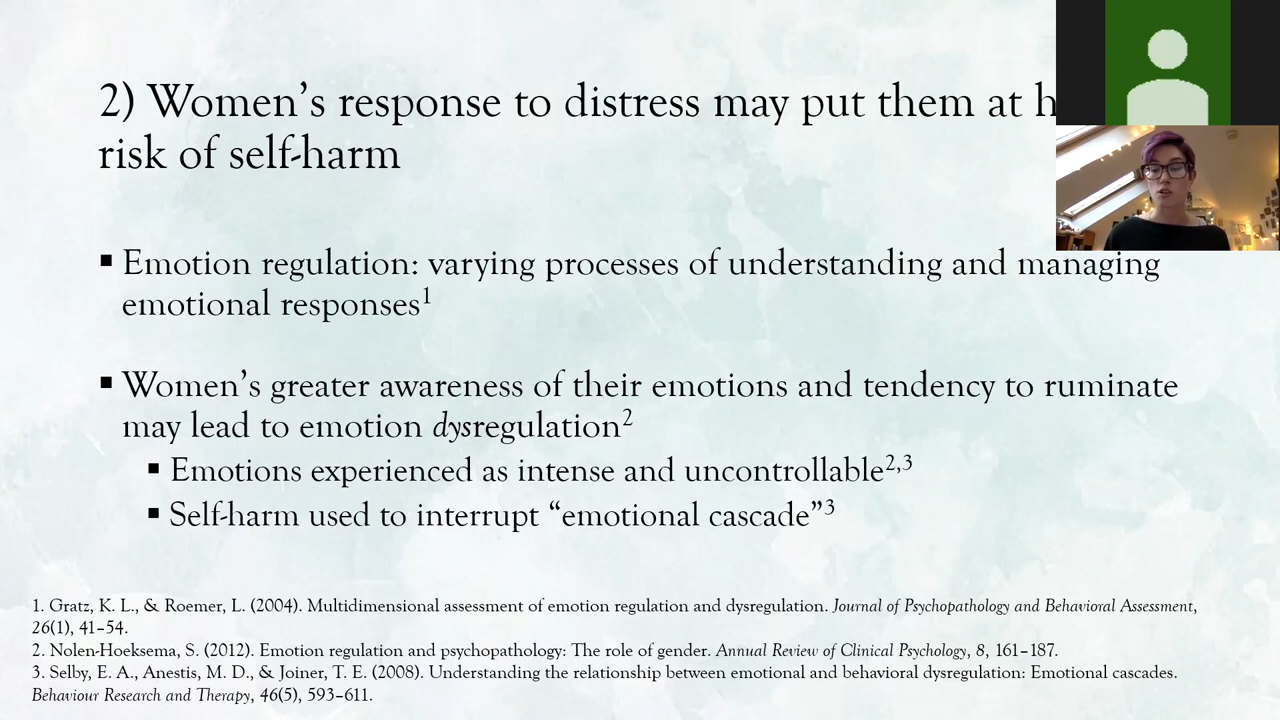 2) Women’s response to distress may put them at h
risk of self-harm
▪ Emotion regulation: varying processes of understanding and managing
emotional responses1
▪ Women’s greater awareness of their emotions and tendency to ruminate
may lead to emotion dysregulation2
▪ Emotions experienced as intense and uncontrollable2,3
▪ Self-harm used to interrupt “emotional cascade”3
1. Gratz, K. L., & Roemer, L. (2004). Multidimensional assessment of emotion regulation and dysregulation. Journal of Psychopathology and Behavioral Assessment,
26(1), 41–54.
2. Nolen-Hoeksema, S. (2012). Emotion regulation and psychopathology: The role of gender. Annual Review of Clinical Psychology, 8, 161–187.
3. Selby, E. A., Anestis, M. D., & Joiner, T. E. (2008). Understanding the relationship between emotional and behavioral dysregulation: Emotional cascades.
Behaviour Research and Therapy, 46(5), 593–611.